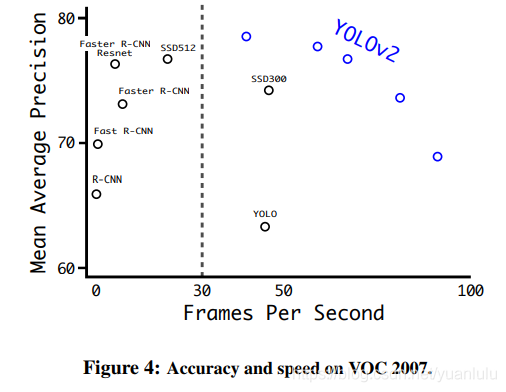 80
70
60
Mean Average Precision
Faster R-CNN
Resnet
SSD512
YOLOv2
Faster R-CNN
SSD300
Fast R-CNN
R-CNN
YOLO
0 30 50 100
Frames Per Second
Figure 4: Accuracy and speed on VOC 2007.
https://blog.csdn.net/yuanlulu